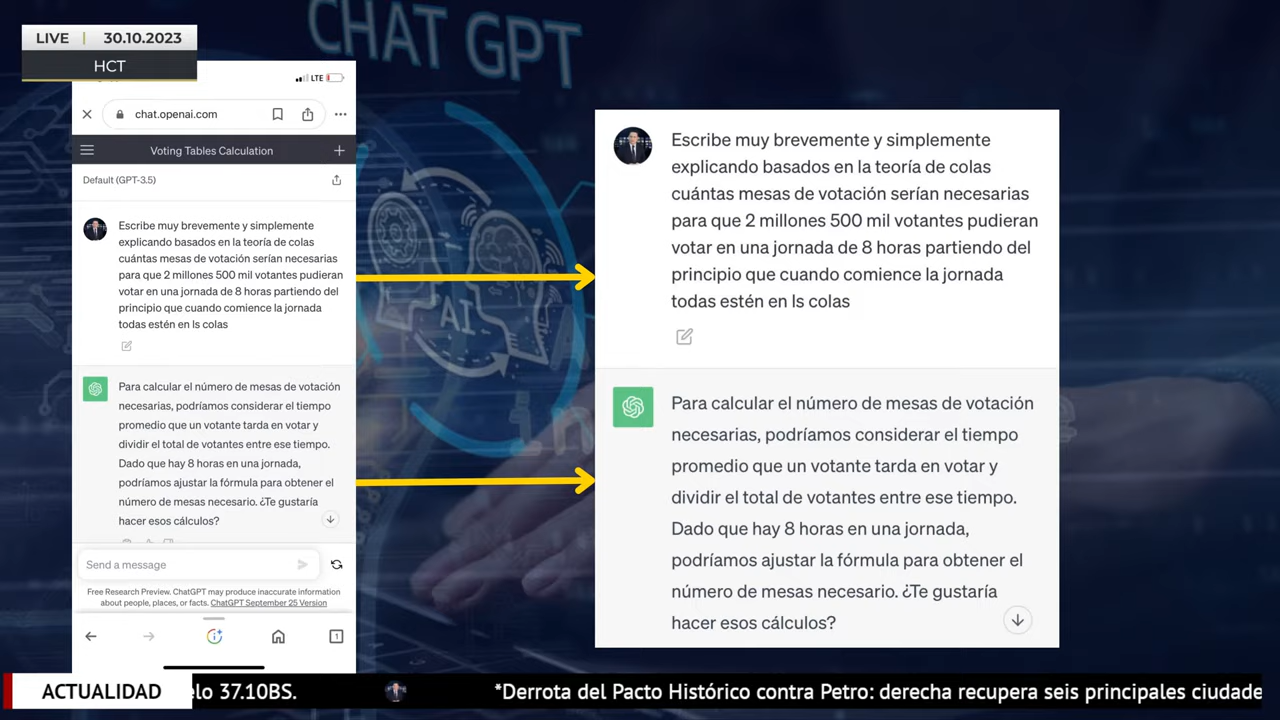 CHAT GPT
LIVE | 30.10.2023
HCT
LTE
chat.openai.com
Voting Tables Calculation
Default (GPT-3.5)
Escribe muy brevemente y simplemente
explicando basados en la teoría de colas
cuántas mesas de votación serían necesarias
para que 2 millones 500 mil votantes pudieran
votar en una jornada de 8 horas partiendo del
principio que cuando comience la jornada
todas estén en ls colas
Para calcular el número de mesas de votación
necesarias, podríamos considerar el tiempo
promedio que un votante tarda en votar y
dividir el total de votantes entre ese tiempo.
Dado que hay 8 horas en una jornada,
podríamos ajustar la fórmula para obtener el
número de mesas necesario. ¿Te gustaría
hacer esos cálculos?
Send a message
Free Research Preview. ChatGPT may produce inaccurate information
about people, places, or facts. ChatGPT September 25 Version
1
AI
Escribe muy brevemente y simplemente
explicando basados en la teoría de colas
cuántas mesas de votación serían necesarias
para que 2 millones 500 mil votantes pudieran
votar en una jornada de 8 horas partiendo del
principio que cuando comience la jornada
todas estén en ls colas
Para calcular el número de mesas de votación
necesarias, podríamos considerar el tiempo
promedio que un votante tarda en votar y
dividir el total de votantes entre ese tiempo.
Dado que hay 8 horas en una jornada,
podríamos ajustar la fórmula para obtener el
número de mesas necesario. ¿Te gustaría
hacer esos cálculos?
ACTUALIDAD
elo 37.10BS. *Derrota del Pacto Histórico contra Petro: derecha recupera seis principales ciudade